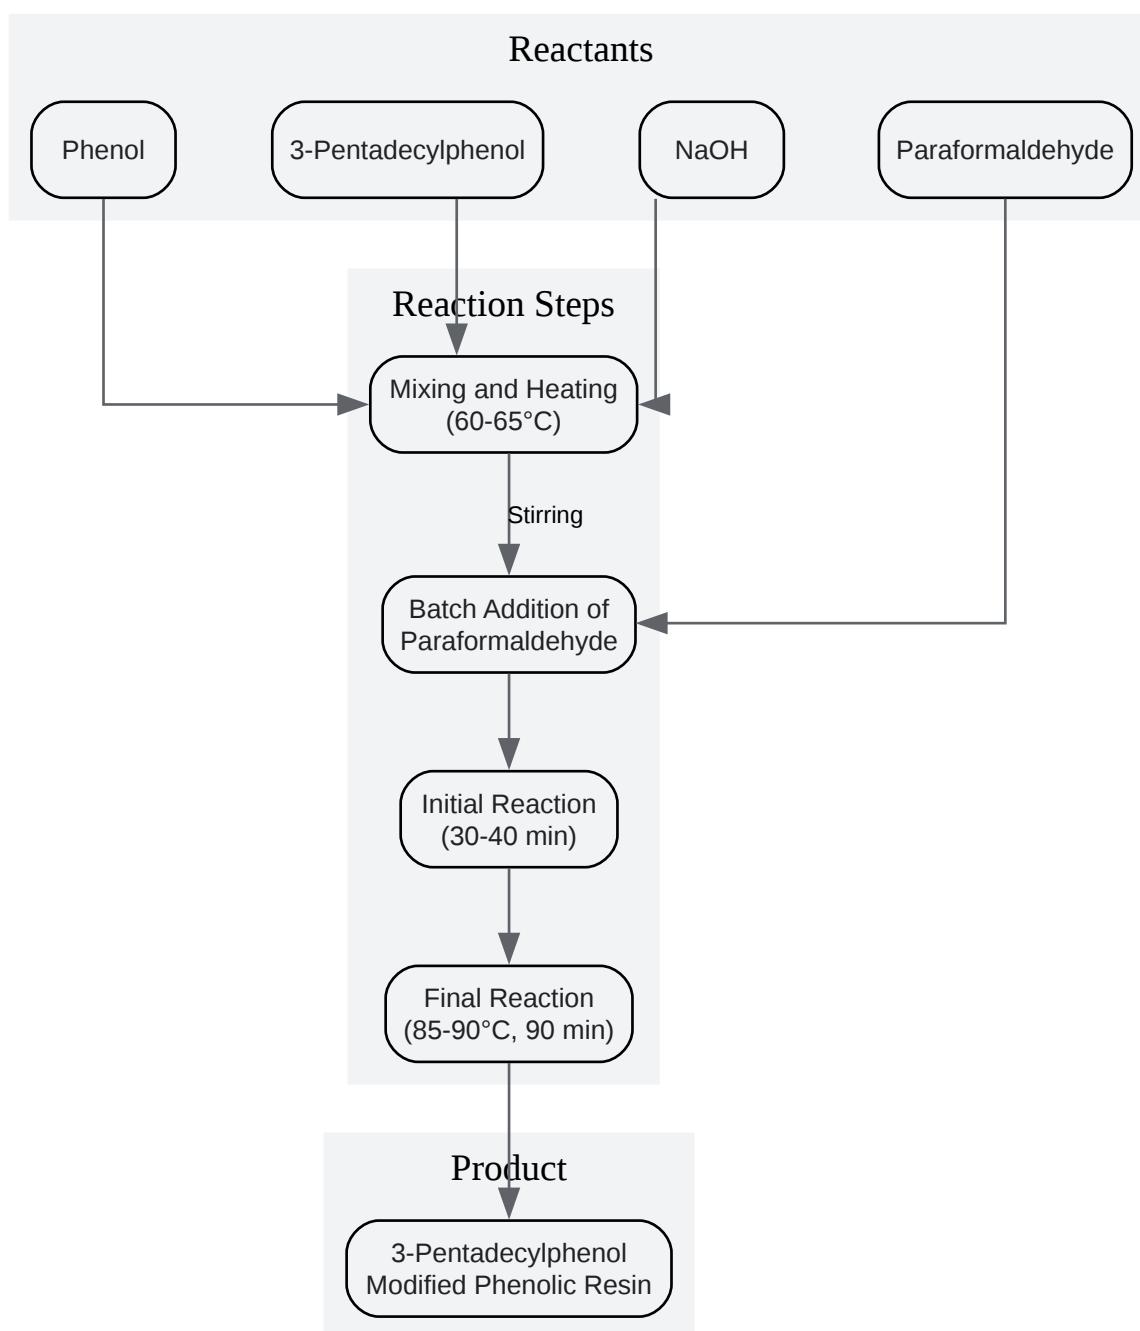 Reactants
Phenol
3-Pentadecylphenol
NaOH
Paraformaldehyde
Reaction Steps
Mixing and Heating
(60-65°C)
Stirring
Batch Addition of
Paraformaldehyde
Initial Reaction
(30-40 min)
Final Reaction
(85-90°C, 90 min)
Product
3-Pentadecylphenol
Modified Phenolic Resin